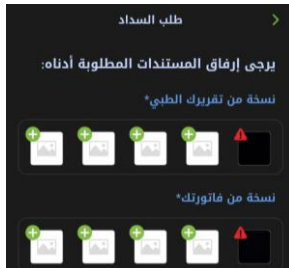 طلب السداد
يرجى إرفاق المستندات المطلوبة أدناه:
نسخة من تقريرك الطبي*
نسخة من فاتورتك*